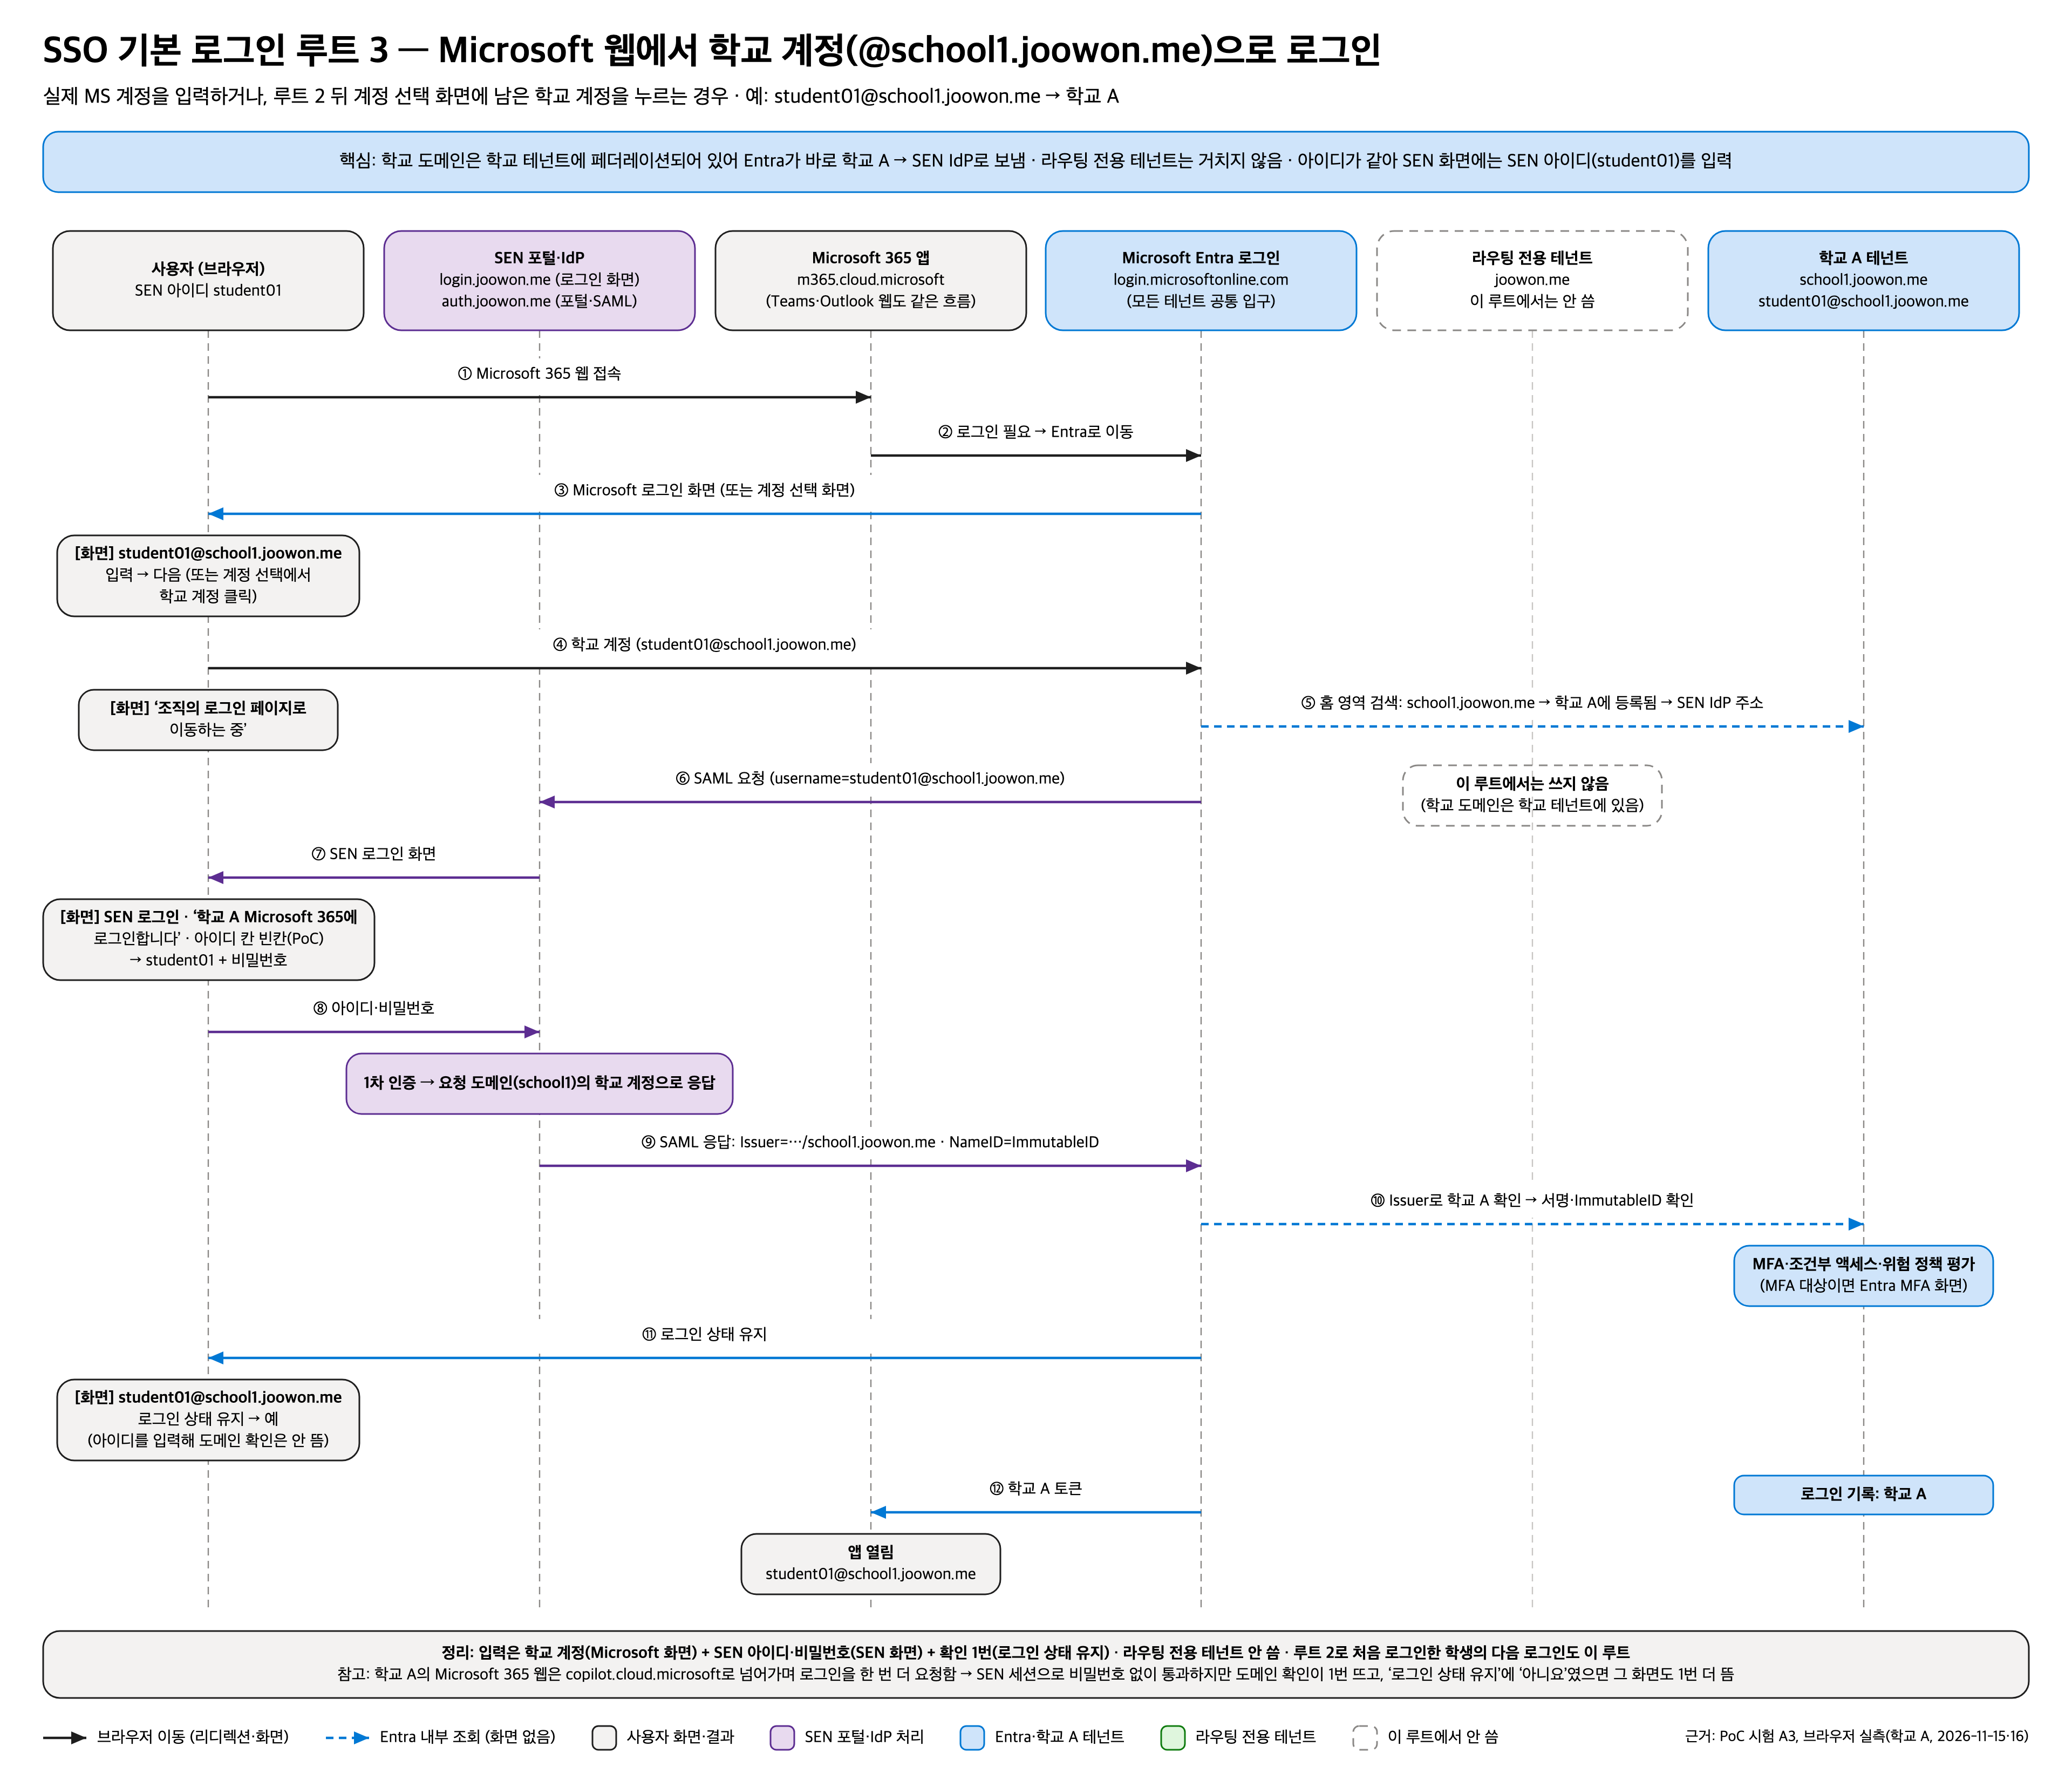 SSO 기본 로그인 루트 3 — Microsoft 웹에서 학교 계정(@school1.joowon.me)으로 로그인
실제 MS 계정을 입력하거나, 루트 2 뒤 계정 선택 화면에 남은 학교 계정을 누르는 경우 · 예: student01@school1.joowon.me → 학교 A
핵심: 학교 도메인은 학교 테넌트에 페더레이션되어 있어 Entra가 바로 학교 A → SEN IdP로 보냄 · 라우팅 전용 테넌트는 거치지 않음 · 아이디가 같아 SEN 화면에는 SEN 아이디(student01)를 입력
사용자 (브라우저)
SEN 아이디 student01
SEN 포털·IdP
login.joowon.me (로그인 화면)
auth.joowon.me (포털·SAML)
Microsoft 365 앱
m365.cloud.microsoft
(Teams·Outlook 웹도 같은 흐름)
Microsoft Entra 로그인
login.microsoftonline.com
(모든 테넌트 공통 입구)
라우팅 전용 테넌트
joowon.me
이 루트에서는 안 씀
학교 A 테넌트
school1.joowon.me
student01@school1.joowon.me
① Microsoft 365 웹 접속
② 로그인 필요 → Entra로 이동
③ Microsoft 로그인 화면 (또는 계정 선택 화면)
[화면] student01@school1.joowon.me
입력 → 다음 (또는 계정 선택에서
학교 계정 클릭)
④ 학교 계정 (student01@school1.joowon.me)
[화면] ‘조직의 로그인 페이지로
이동하는 중’
⑤ 홈 영역 검색: school1.joowon.me → 학교 A에 등록됨 → SEN IdP 주소
⑥ SAML 요청 (username=student01@school1.joowon.me)
이 루트에서는 쓰지 않음
(학교 도메인은 학교 테넌트에 있음)
⑦ SEN 로그인 화면
[화면] SEN 로그인 · ‘학교 A Microsoft 365에
로그인합니다’ · 아이디 칸 빈칸(PoC)
→ student01 + 비밀번호
⑧ 아이디·비밀번호
1차 인증 → 요청 도메인(school1)의 학교 계정으로 응답
⑨ SAML 응답: Issuer=…/school1.joowon.me · NameID=ImmutableID
⑩ Issuer로 학교 A 확인 → 서명·ImmutableID 확인
MFA·조건부 액세스·위험 정책 평가
(MFA 대상이면 Entra MFA 화면)
⑪ 로그인 상태 유지
[화면] student01@school1.joowon.me
로그인 상태 유지 → 예
(아이디를 입력해 도메인 확인은 안 뜸)
⑫ 학교 A 토큰
로그인 기록: 학교 A
앱 열림
student01@school1.joowon.me
정리: 입력은 학교 계정(Microsoft 화면) + SEN 아이디·비밀번호(SEN 화면) + 확인 1번(로그인 상태 유지) · 라우팅 전용 테넌트 안 씀 · 루트 2로 처음 로그인한 학생의 다음 로그인도 이 루트
참고: 학교 A의 Microsoft 365 웹은 copilot.cloud.microsoft로 넘어가며 로그인을 한 번 더 요청함 → SEN 세션으로 비밀번호 없이 통과하지만 도메인 확인이 1번 뜨고, ‘로그인 상태 유지’에 ‘아니요’였으면 그 화면도 1번 더 뜸
브라우저 이동 (리디렉션·화면)
Entra 내부 조회 (화면 없음)
사용자 화면·결과
SEN 포털·IdP 처리
Entra·학교 A 테넌트
라우팅 전용 테넌트
이 루트에서 안 씀
근거: PoC 시험 A3, 브라우저 실측(학교 A, 2026-11-15·16)